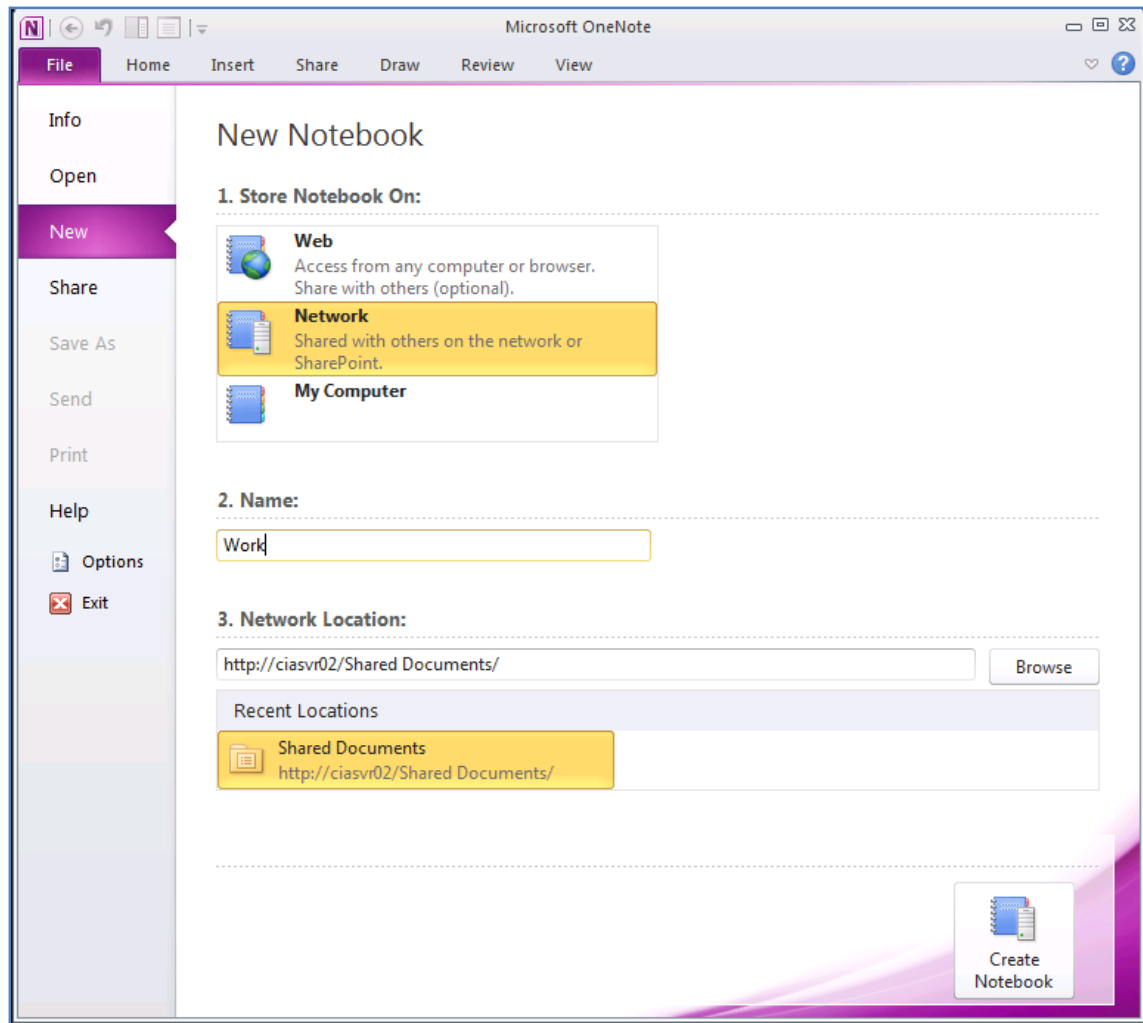 Microsoft OneNote
File Home Insert Share Draw Review View
Info
Open
New
Share
Save As
Send
Print
Help
Options
Exit
New Notebook
1. Store Notebook On:
Web
Access from any computer or browser.
Share with others (optional).
Network
Shared with others on the network or
SharePoint.
My Computer
2. Name:
Work
3. Network Location:
http://ciasvr02/Shared Documents/
Browse
Recent Locations
Shared Documents
http://ciasvr02/Shared Documents/
Create
Notebook